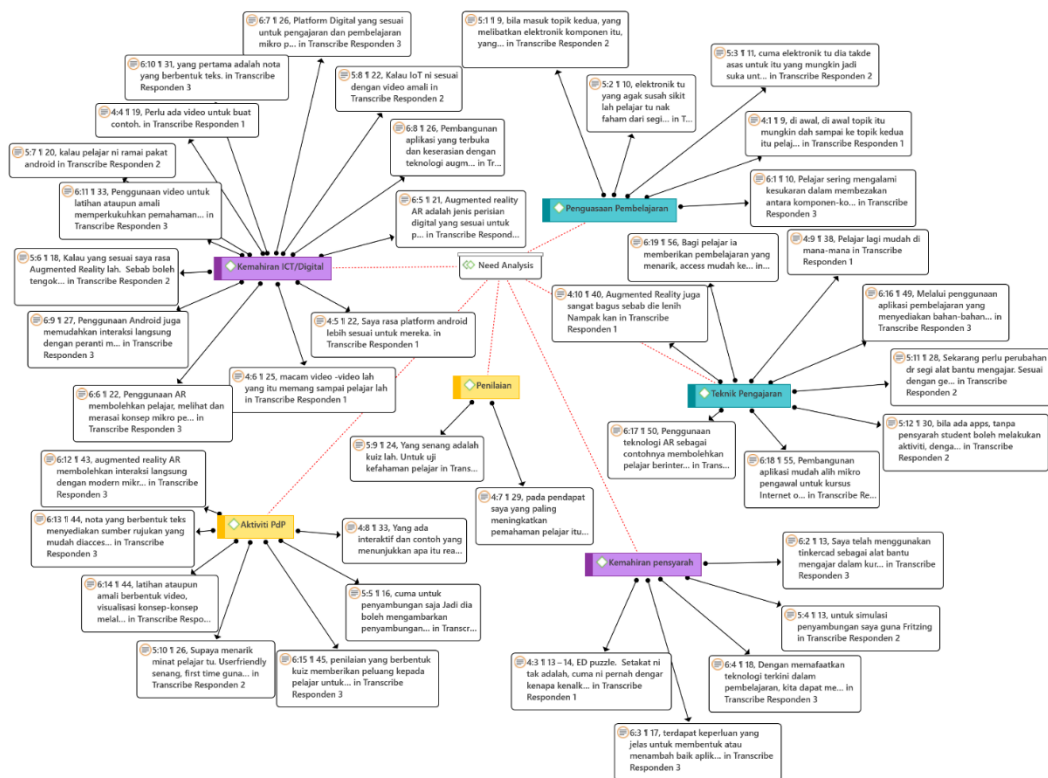 6:7 ¶ 26, Platform Digital yang sesuai
untuk pengajaran dan pembelajaran
mikro p... in Transcribe Responden 3
6:10 ¶ 31, yang pertama adalah nota
yang berbentuk teks. in Transcribe
Responden 3
4:4 ¶ 19, Perlu ada video untuk buat
contoh. in Transcribe Responden 1
5:7 ¶ 20, kalau pelajar ni ramai pakat
android in Transcribe Responden 2
6:11 ¶ 33, Penggunaan video untuk
latihan ataupun amali
memperkukuhkan pemahaman... in
Transcribe Responden 3
5:6 ¶ 18, Kalau yang sesuai saya rasa
Augmented Reality lah. Sebab boleh
tengok... in Transcribe Responden 2
6:9 ¶ 27, Penggunaan Android juga
memudahkan interaksi langsung
dengan peranti m... in Transcribe
Responden 3
6:6 ¶ 22, Penggunaan AR
membolehkan pelajar, melihat dan
merasai konsep mikro pe... in
Transcribe Responden 3
5:8 ¶ 22, Kalau IoT ni sesuai
dengan video amali in
Transcribe Responden 2
6:8 ¶ 26, Pembangunan
aplikasi yang terbuka
dan keserasian dengan
teknologi augm... in
Tr...
6:5 ¶ 21, Augmented reality
AR adalah jenis perisian
digital yang sesuai untuk
p... in Transcribe Respond...
Kemahiran ICT/Digital
4:5 ¶ 22, Saya rasa platform android
lebih sesuai untuk mereka. in
Transcribe Responden 1
4:6 ¶ 25, macam video -video lah
yang itu memang sampai pelajar lah
in Transcribe Responden 1
5:1 ¶ 9, bila masuk topik kedua, yang
melibatkan elektronik komponen itu,
yang... in Transcribe Responden 2
5:2 ¶ 10, elektronik tu
yang agak susah sikit
lah pelajar tu nak
faham dari segi... in T...
5:3 ¶ 11, cuma elektronik tu dia takde
asas untuk itu yang mungkin jadi
suka unt... in Transcribe Responden 2
4:1 ¶ 9, di awal, di awal topik itu
mungkin dah sampai ke topik kedua
itu pelaj... in Transcribe Responden 1
6:1 ¶ 10, Pelajar sering mengalami
kesukaran dalam membezakan
antara komponen-ko... in
Transcribe Responden 3
Penguasaan Pembelajaran
Need Analysis
6:19 ¶ 56, Bagi pelajar ia
memberikan pembelajaran yang
menarik, access mudah ke... in...
4:9 ¶ 38, Pelajar lagi mudah di
mana-mana in Transcribe
Responden 1
4:10 ¶ 40, Augmented Reality juga
sangat bagus sebab die lenih
Nampak kan in Transcribe
Responden 1
6:16 ¶ 49, Melalui penggunaan
aplikasi pembelajaran yang
menyediakan bahan-bahan... in
Transcribe Responden 3
5:11 ¶ 28, Sekarang perlu perubahan
dr segi alat bantu mengajar. Sesuai
dengan ge... in Transcribe
Responden 2
5:12 ¶ 30, bila ada apps, tanpa
pensyarah student boleh melakukan
aktiviti, denga... in Transcribe
Responden 2
Teknik Pengajaran
6:17 ¶ 50, Penggunaan
teknologi AR sebagai
contohnya membolehkan
pelajar berinter... in Trans...
6:18 ¶ 55, Pembangunan
aplikasi mudah alih mikro
pengawal untuk kursus
Internet o... in Transcribe Re...
Penilaian
5:9 ¶ 24, Yang senang adalah
kuiz lah. Untuk uji
kefahaman pelajar in Trans...
4:7 ¶ 29, pada pendapat
saya yang paling
meningkatkan
pemahaman pelajar itu...
6:12 ¶ 43, augmented reality AR
membolehkan interaksi langsung
dengan modern mikr... in
Transcribe Responden 3
6:13 ¶ 44, nota yang berbentuk teks
menyediakan sumber rujukan yang
mudah diacces... in Transcribe
Responden 3
6:14 ¶ 44, latihan ataupun
amali berbentuk video,
visualisasi konsep-konsep
melal... in Transcribe Respo...
5:10 ¶ 26, Supaya menarik
minat pelajar tu. Userfriendly
senang, first time guna... in
Transcribe Responden 2
Aktiviti PdP
4:8 ¶ 33, Yang ada
interaktif dan contoh yang
menunjukkan apa itu rea...
5:5 ¶ 16, cuma untuk
penyambungan saja Jadi dia
boleh mengambarkan
penyambungan... in Transcr...
6:15 ¶ 45, penilaian yang berbentuk
kuiz memberikan peluang kepada
pelajar untuk... in Transcribe
Responden 3
Kemahiran pensyarah
6:2 ¶ 13, Saya telah menggunakan
tinkercad sebagai alat bantu
mengajar dalam kur... in
Transcribe Responden 3
5:4 ¶ 13, untuk simulasi
penyambungan saya guna Fritzing
in Transcribe Responden 2
6:4 ¶ 18, Dengan memafaatkan
teknologi terkini dalam
pembelajaran, kita dapat me... in
Transcribe Responden 3
4:3 ¶ 13 – 14, ED puzzle. Setakat ni
tak adalah, cuma ni pernah dengar
kenapa kenalk... in Transcribe
Responden 1
6:3 ¶ 17, terdapat keperluan yang
jelas untuk membentuk atau
menambah baik aplik... in Transcribe
Responden 3